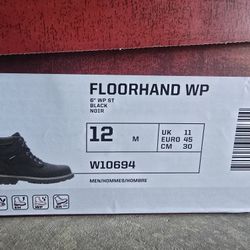 FLOORHAND WP
6" WP ST
BLACK
NOIR
12 M
UK 11
EURO 45
CM 30
W10694
MEN/HOMMES/HOMBRE